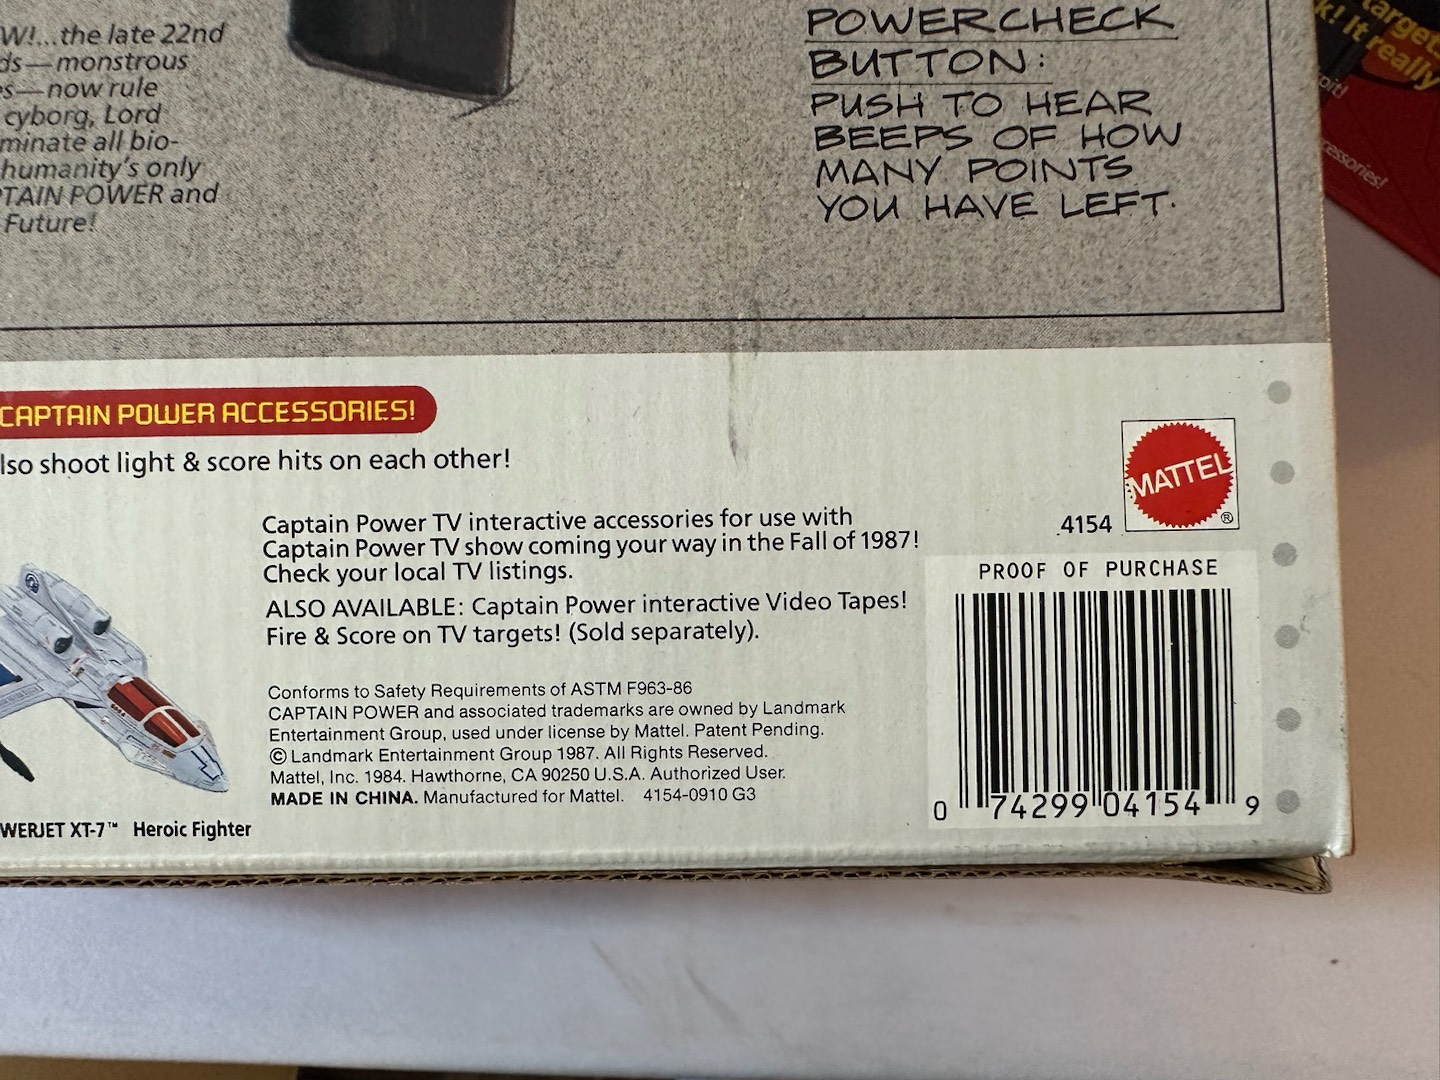 W!...the late 22nd
ds—monstrous
s—now rule
cyborg, Lord
minate all bio-
humanity's only
TAIN POWER and
Future!
POWER CHECK
BUTTON:
PUSH TO HEAR
BEEPS OF HOW
MANY POINTS
YOU HAVE LEFT.
target
k! It really
oit!
cessories!
CAPTAIN POWER ACCESSORIES!
lso shoot light & score hits on each other!
Captain Power TV interactive accessories for use with
Captain Power TV show coming your way in the Fall of 1987!
Check your local TV listings.
ALSO AVAILABLE: Captain Power interactive Video Tapes!
Fire & Score on TV targets! (Sold separately).
Conforms to Safety Requirements of ASTM F963-86
CAPTAIN POWER and associated trademarks are owned by Landmark
Entertainment Group, used under license by Mattel. Patent Pending.
© Landmark Entertainment Group 1987. All Rights Reserved.
Mattel, Inc. 1984. Hawthorne, CA 90250 U.S.A. Authorized User.
MADE IN CHINA. Manufactured for Mattel. 4154-0910 G3
WERJET XT-7™ Heroic Fighter
MATTEL
®
4154
PROOF OF PURCHASE
0 74299 04154 9